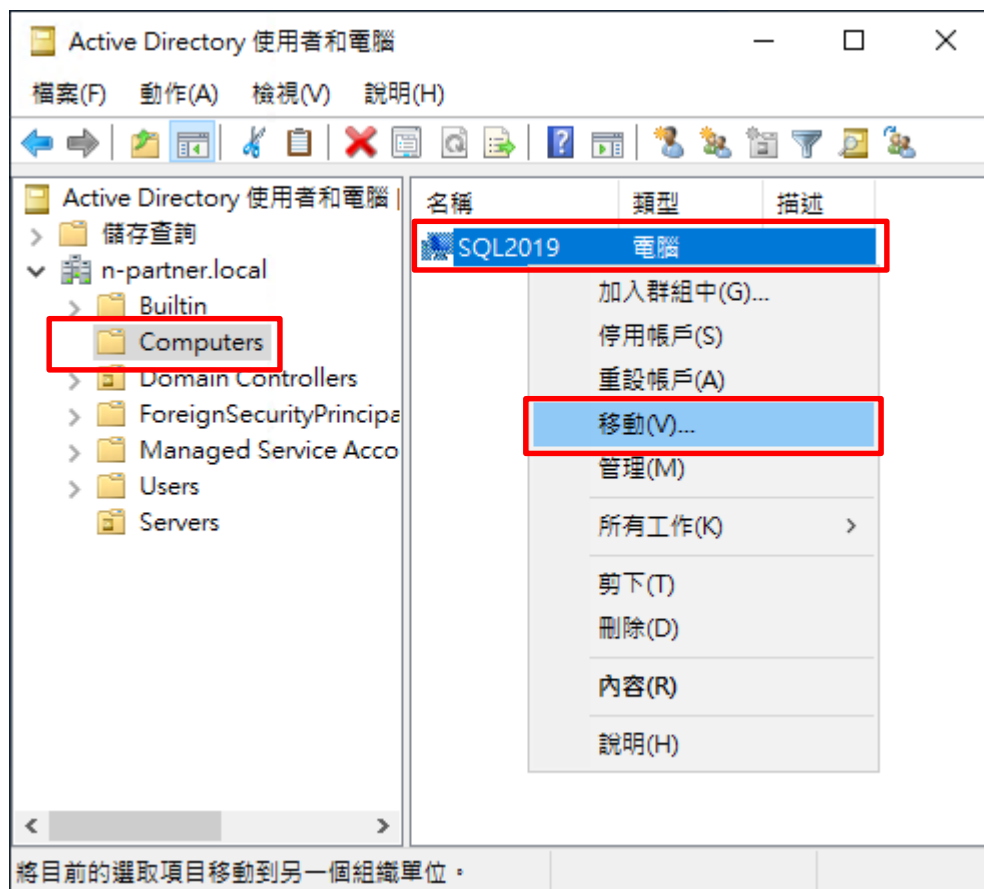 Active Directory 使用者和電腦
檔案(F) 動作(A) 檢視(V) 說明(H)
Active Directory 使用者和電腦
儲存查詢
n-partner.local
Builtin
Computers
Domain Controllers
ForeignSecurityPrincipa
Managed Service Acco
Users
Servers
名稱 類型 描述
SQL2019 電腦
加入群組中(G)...
停用帳戶(S)
重設帳戶(A)
移動(V)...
管理(M)
所有工作(K)
剪下(T)
刪除(D)
內容(R)
說明(H)
將目前的選取項目移動到另一個組織單位。